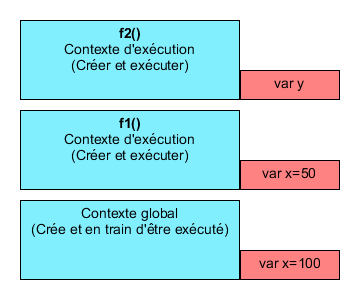 f2()
Contexte d'exécution
(Créer et exécuter)
var y
f1()
Contexte d'exécution
(Créer et exécuter)
var x=50
Contexte global
(Crée et en train d'être exécuté)
var x=100